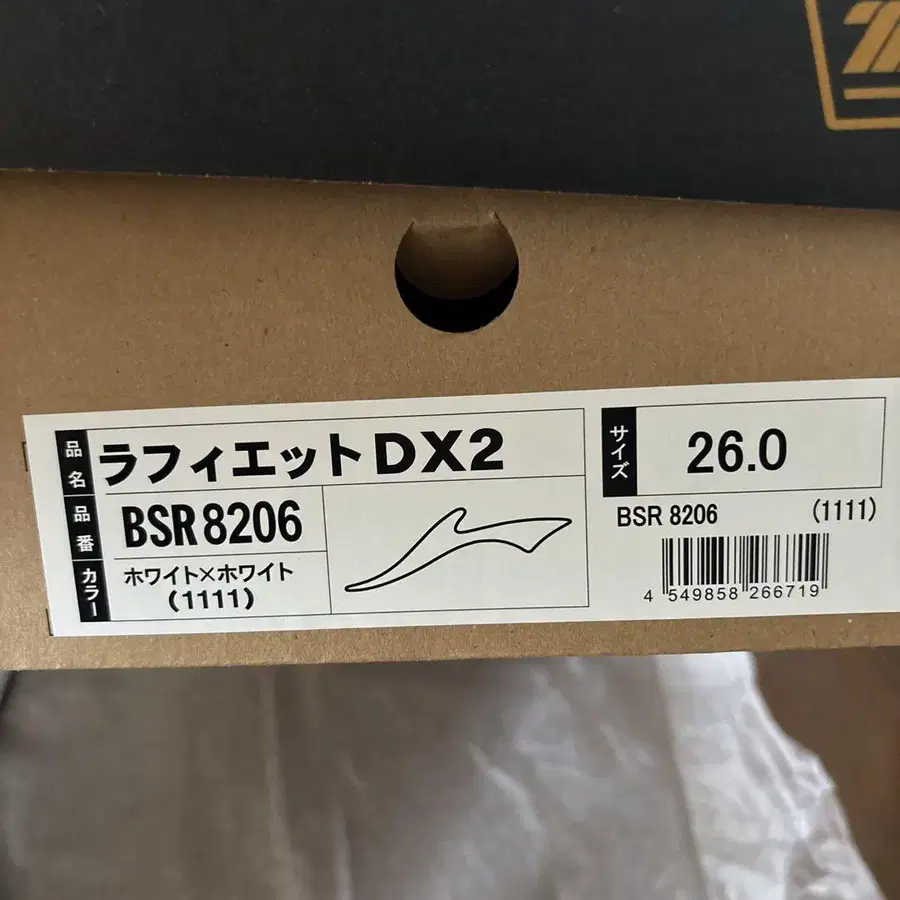 品名
ラフィエットDX2
品番
BSR8206
カラー
ホワイト×ホワイト
(1111)
サイズ
26.0
BSR 8206 (1111)
4 549858 266719